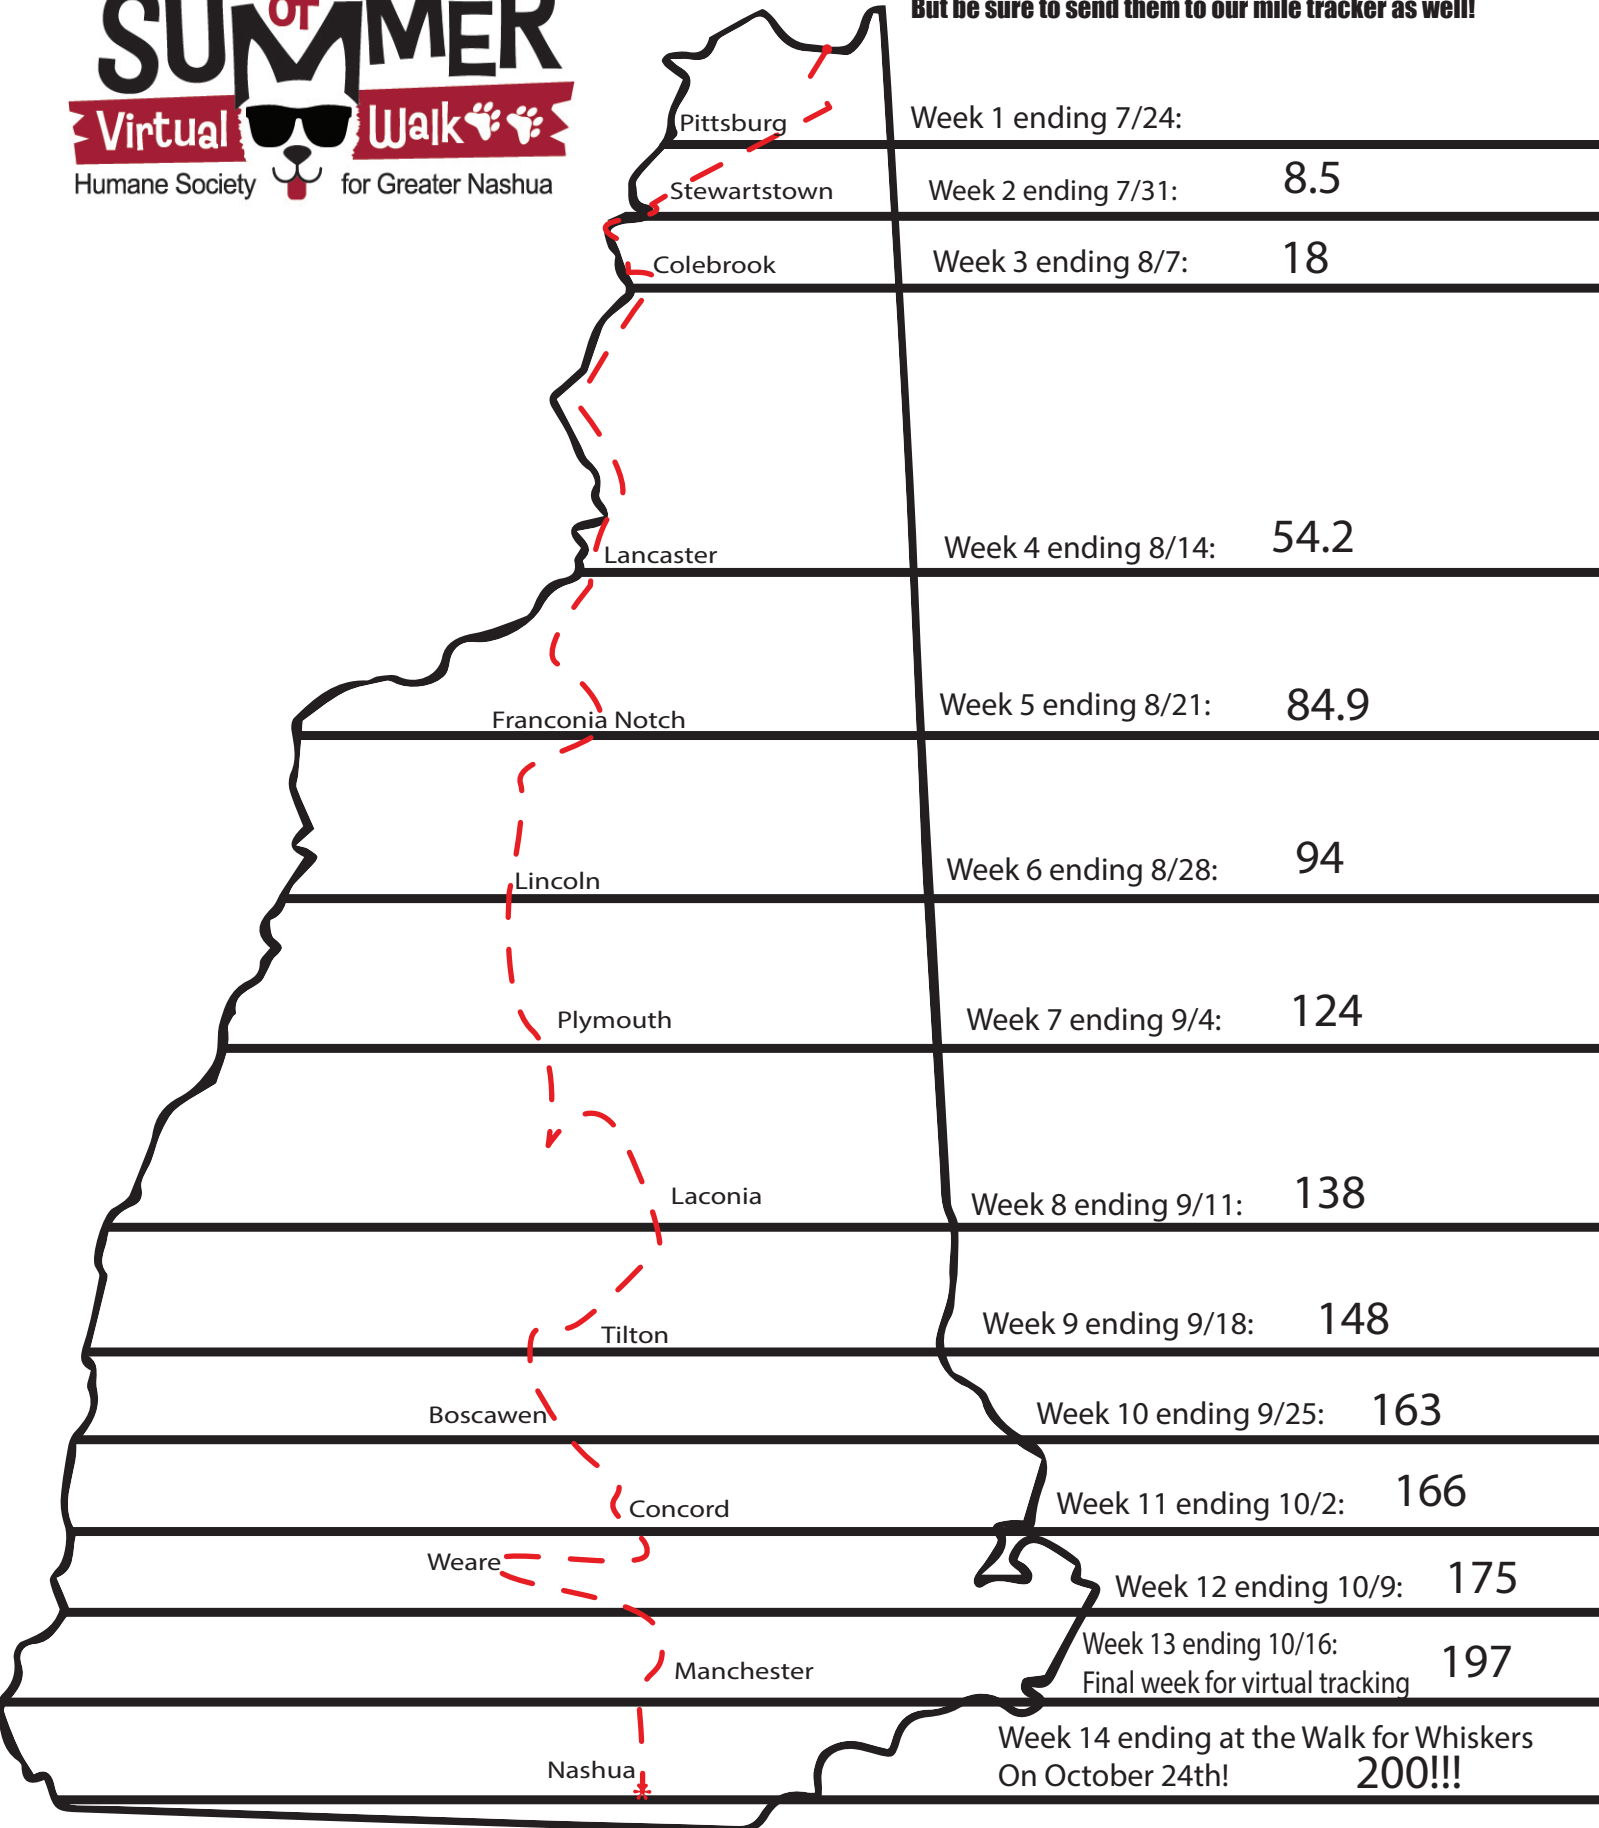 OF
SUMMER
Virtual Walk
Humane Society for Greater Nashua
But be sure to send them to our mile tracker as well!
Pittsburg Week 1 ending 7/24:
Stewartstown Week 2 ending 7/31: 8.5
Colebrook Week 3 ending 8/7: 18
Lancaster Week 4 ending 8/14: 54.2
Franconia Notch Week 5 ending 8/21: 84.9
Lincoln Week 6 ending 8/28: 94
Plymouth Week 7 ending 9/4: 124
Laconia Week 8 ending 9/11: 138
Tilton Week 9 ending 9/18: 148
Boscawen Week 10 ending 9/25: 163
Concord Week 11 ending 10/2: 166
Weare Week 12 ending 10/9: 175
Week 13 ending 10/16:
Manchester Final week for virtual tracking 197
Week 14 ending at the Walk for Whiskers
Nashua On October 24th! 200!!!